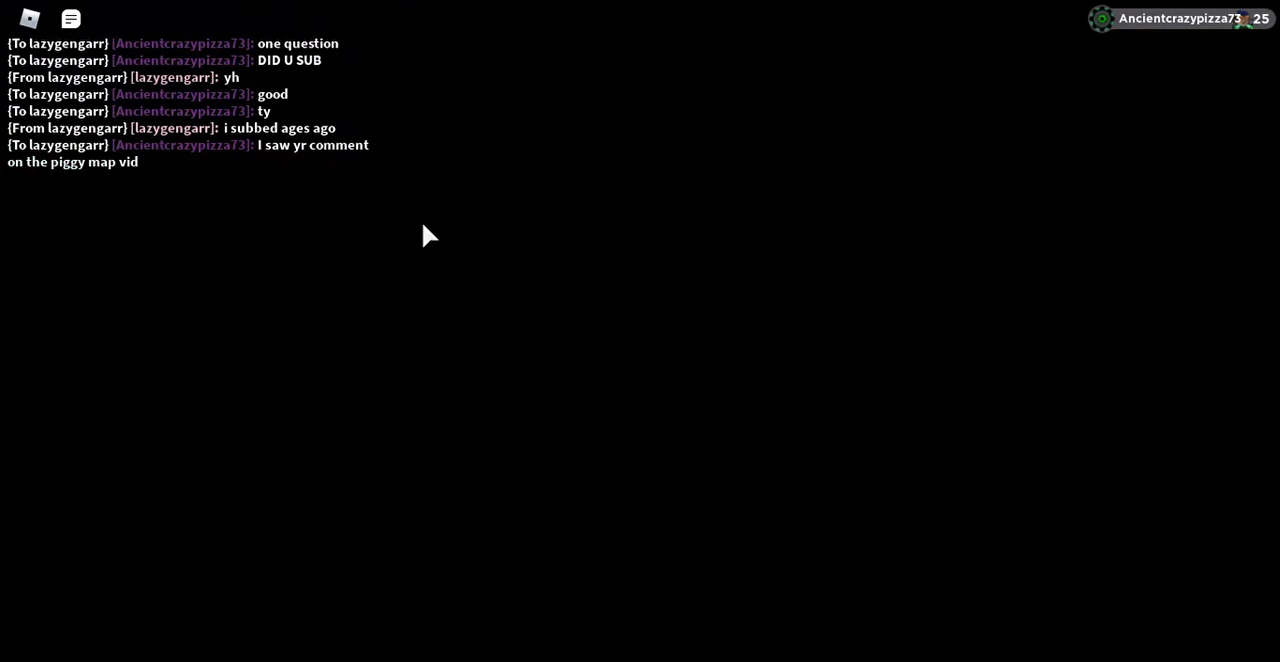 Ancientcrazypizza73 25
{To lazygengarr} [Ancientcrazypizza73]: one question
{To lazygengarr} [Ancientcrazypizza73]: DID U SUB
{From lazygengarr} [lazygengarr]: yh
{To lazygengarr} [Ancientcrazypizza73]: good
{To lazygengarr} [Ancientcrazypizza73]: ty
{From lazygengarr} [lazygengarr]: i subbed ages ago
{To lazygengarr} [Ancientcrazypizza73]: I saw yr comment
on the piggy map vid